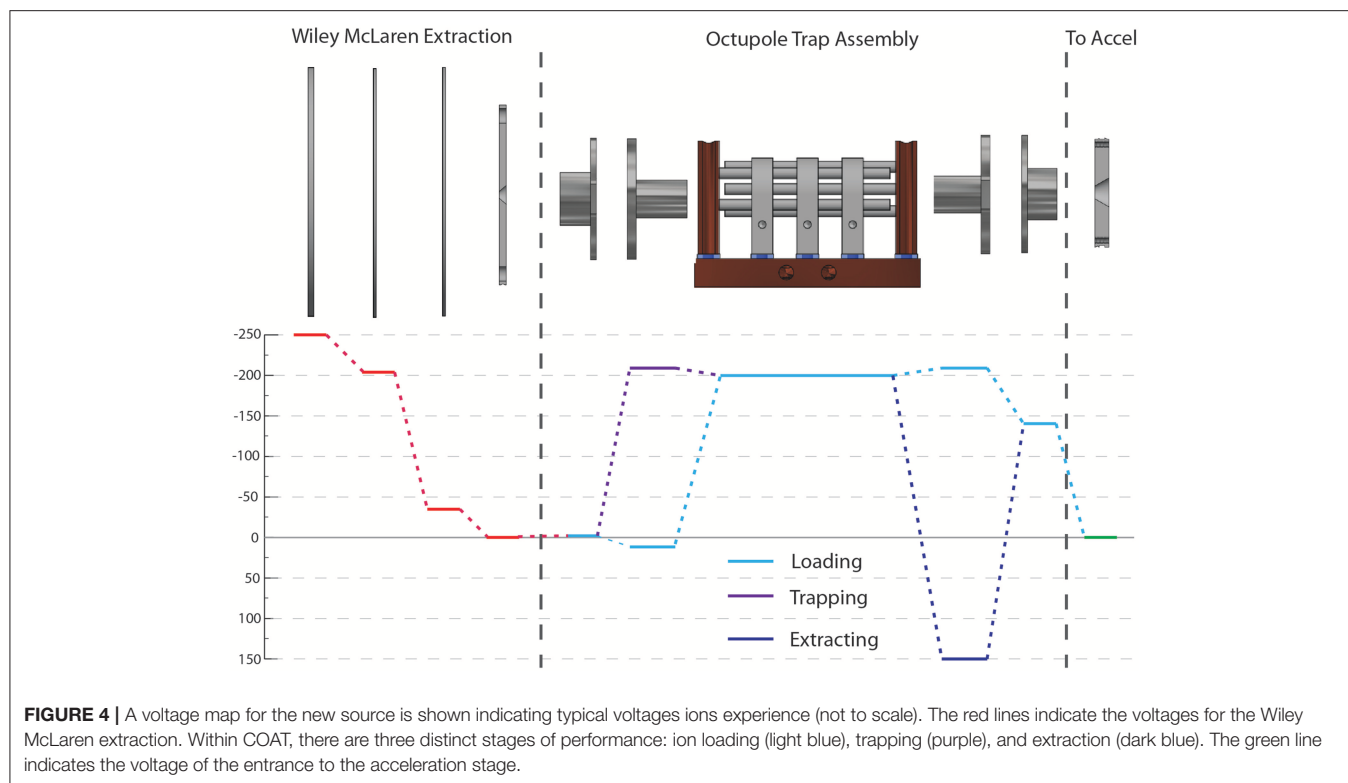 Wiley McLaren Extraction
Octupole Trap Assembly
To Accel
-250
-200
-150
-100
-50
0
50
100
150
Loading
Trapping
Extracting
FIGURE 4 | A voltage map for the new source is shown indicating typical voltages ions experience (not to scale). The red lines indicate the voltages for the Wiley
McLaren extraction. Within COAT, there are three distinct stages of performance: ion loading (light blue), trapping (purple), and extraction (dark blue). The green line
indicates the voltage of the entrance to the acceleration stage.